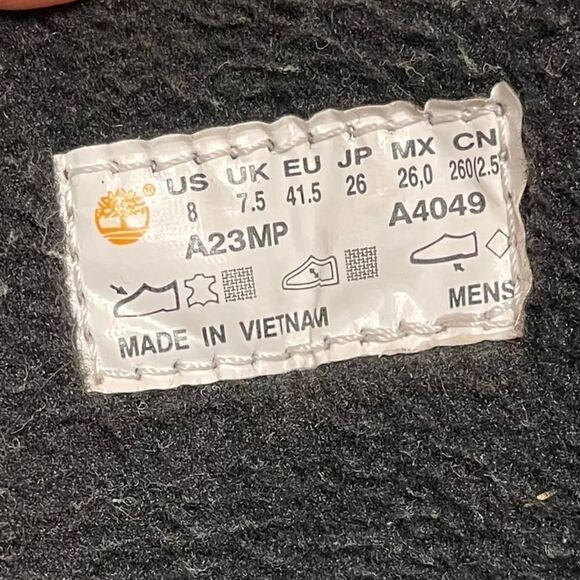 US UK EU JP MX CN
8 7.5 41.5 26 26,0 260(2.5
A23MP A4049
MADE IN VIETNAM MENS